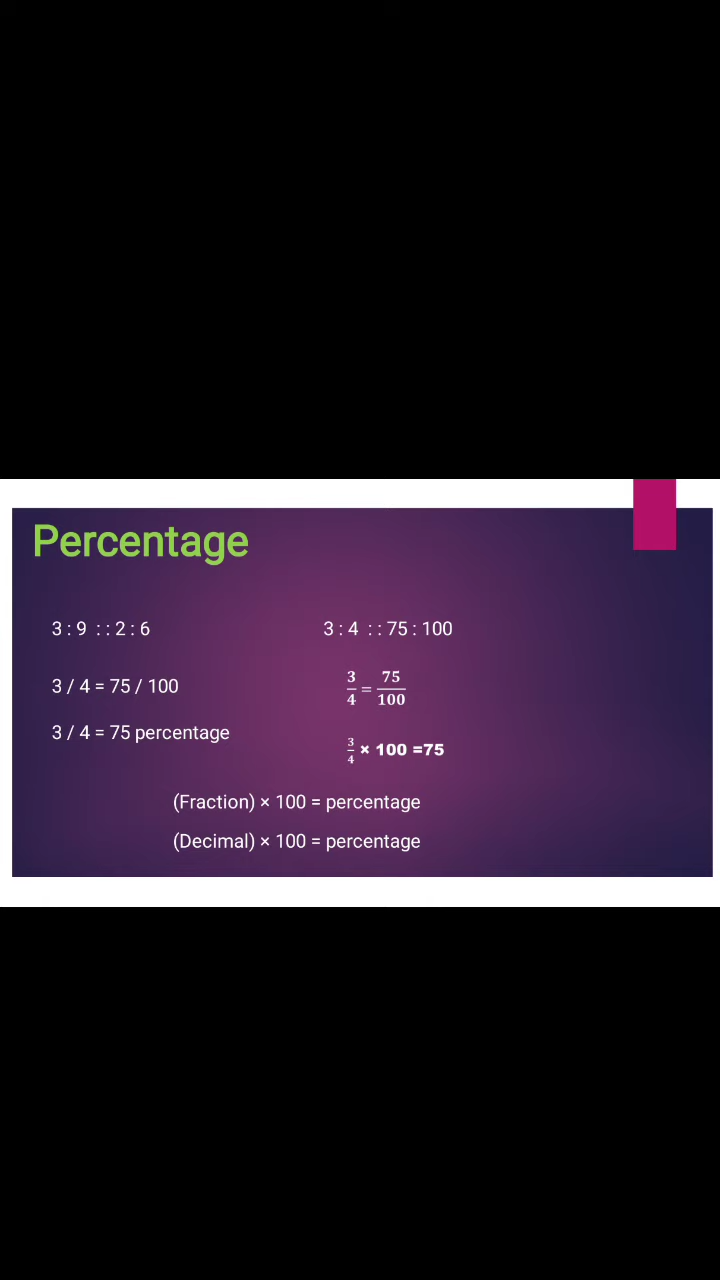 Percentage
3 : 9 : : 2 : 6
3 : 4 : : 75 : 100
3 / 4 = 75 / 100
3/4 = 75/100
3 / 4 = 75 percentage
3/4 × 100 =75
(Fraction) × 100 = percentage
(Decimal) × 100 = percentage